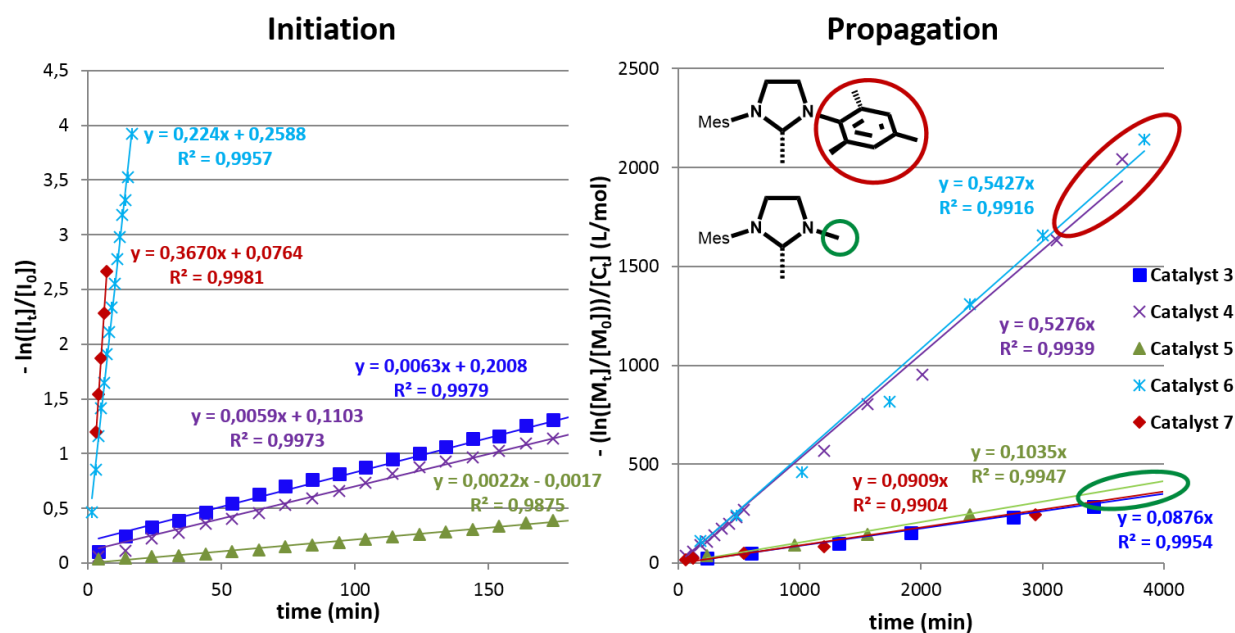 Initiation
4,5
4
3,5
3
2,5
2
1,5
1
0,5
0
0
50
100
150
- ln([Iₜ]/[I₀])
time (min)
y = 0,224x + 0,2588
R² = 0,9957
y = 0,3670x + 0,0764
R² = 0,9981
y = 0,0063x + 0,2008
R² = 0,9979
y = 0,0059x + 0,1103
R² = 0,9973
y = 0,0022x - 0,0017
R² = 0,9875
Propagation
2500
2000
1500
1000
500
0
0
1000
2000
3000
4000
- (ln([Mₜ]/[M₀]))/[Cₜ] (L/mol)
time (min)
Mes
N
N
Mes
N
N
y = 0,5427x
R² = 0,9916
y = 0,5276x
R² = 0,9939
y = 0,1035x
R² = 0,9947
y = 0,0909x
R² = 0,9904
y = 0,0876x
R² = 0,9954
Catalyst 3
Catalyst 4
Catalyst 5
Catalyst 6
Catalyst 7